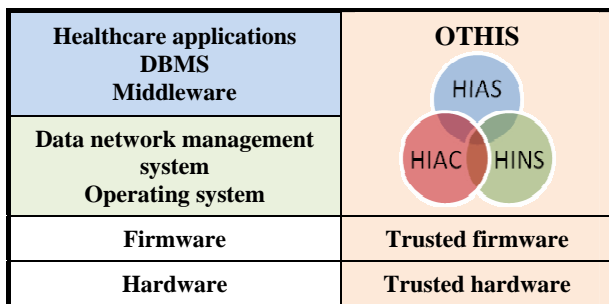 Healthcare applications
DBMS
Middleware
OTHIS
HIAS
HIAC
HINS
Data network management
system
Operating system
Firmware
Trusted firmware
Hardware
Trusted hardware